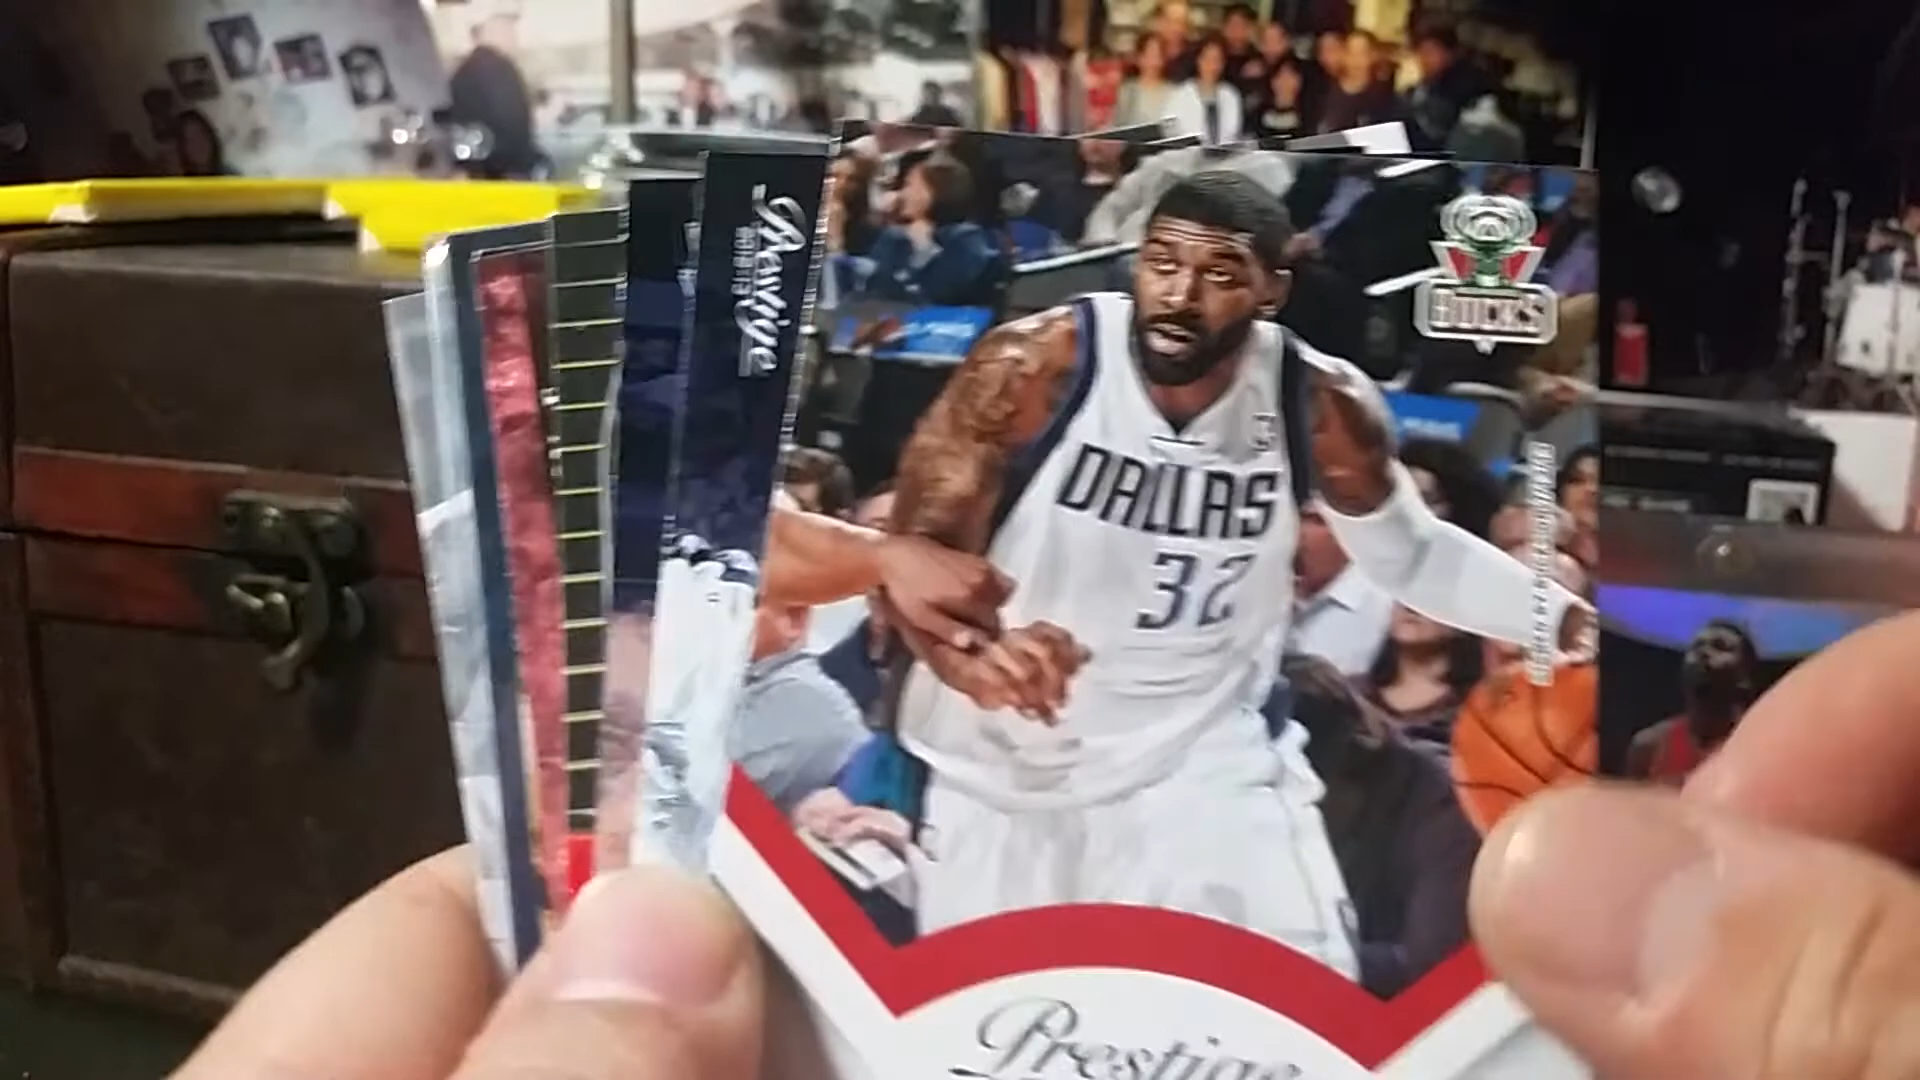 Prestige
BUCKS
DALLAS
32
Prestige